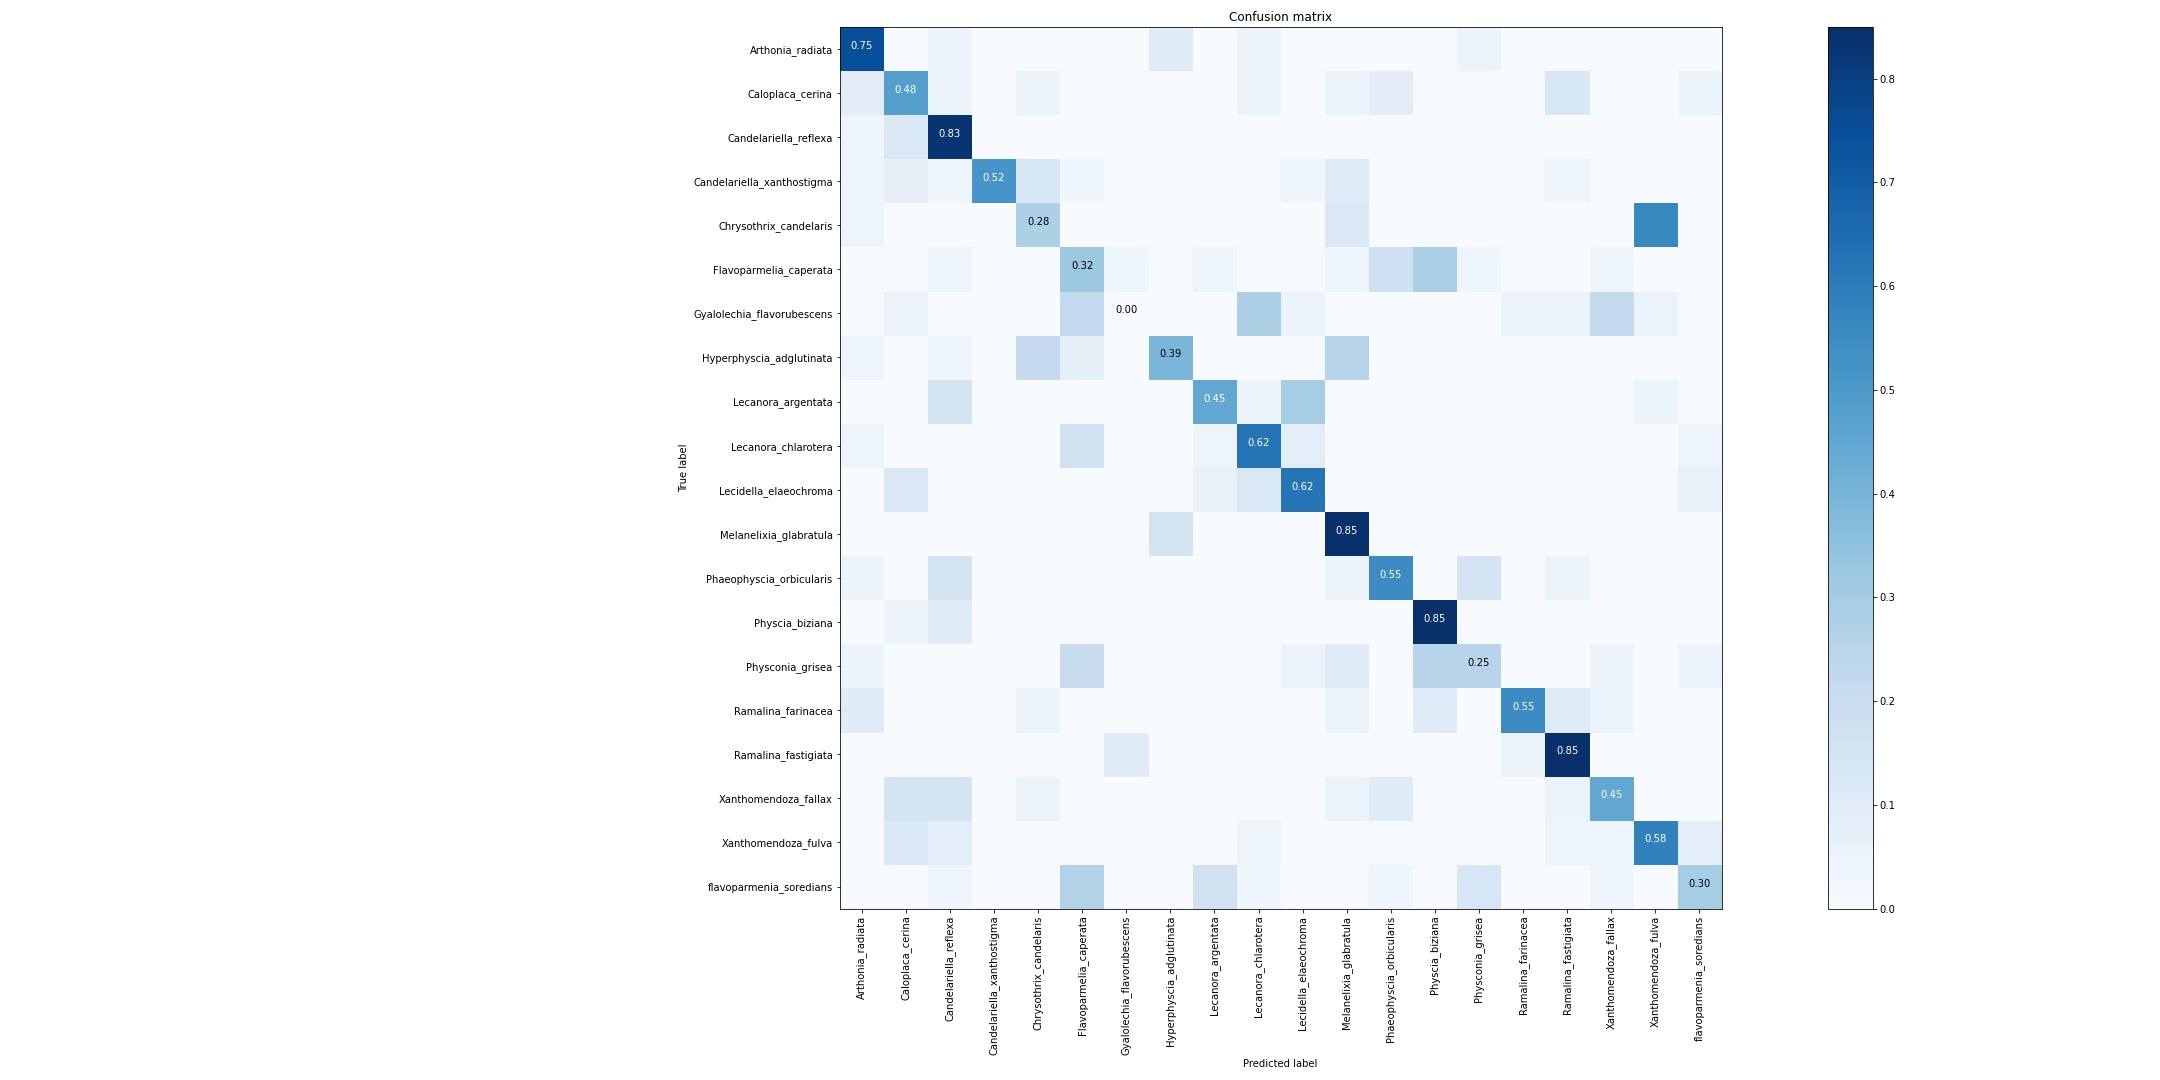 Confusion matrix
Arthonia_radiata
0.75
Caloplaca_cerina
0.48
0.8
Candelariella_reflexa
0.83
Candelariella_xanthostigma
0.52
0.7
Chrysothrix_candelaris
0.28
Flavoparmelia_caperata
0.32
0.6
Gyalolechia_flavorubescens
0.00
Hyperphyscia_adglutinata
0.39
0.5
Lecanora_argentata
0.45
Lecanora_chlarotera
0.62
True label
Lecidella_elaeochroma
0.62
0.4
Melanelixia_glabratula
0.85
Phaeophyscia_orbicularis
0.55
0.3
Physcia_biziana
0.85
Physconia_grisea
0.25
Ramalina_farinacea
0.55
0.2
Ramalina_fastigiata
0.85
Xanthomendoza_fallax
0.45
0.1
Xanthomendoza_fulva
0.58
flavoparmenia_soredians
0.30
0.0
Arthonia_radiata
Caloplaca_cerina
Candelariella_reflexa
Candelariella_xanthostigma
Chrysothrix_candelaris
Flavoparmelia_caperata
Gyalolechia_flavorubescens
Hyperphyscia_adglutinata
Lecanora_argentata
Lecanora_chlarotera
Lecidella_elaeochroma
Melanelixia_glabratula
Phaeophyscia_orbicularis
Physcia_biziana
Physconia_grisea
Ramalina_farinacea
Ramalina_fastigiata
Xanthomendoza_fallax
Xanthomendoza_fulva
flavoparmenia_soredians
Predicted label